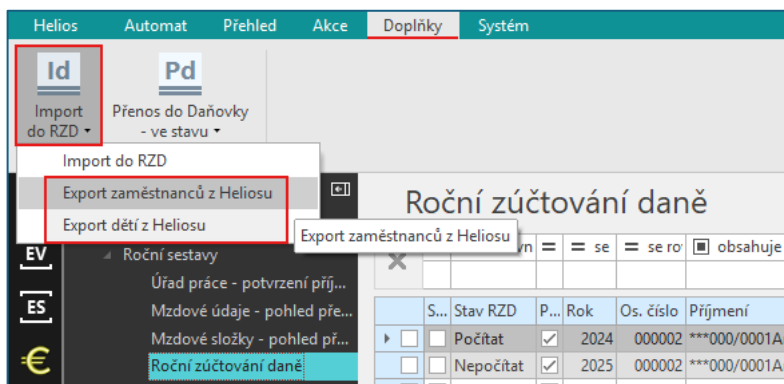 Helios Automat Přehled Akce Doplňky Systém
Id Pd
Import Přenos do Daňovky
do RZD - ve stavu
Import do RZD
Export zaměstnanců z Heliosu
Export dětí z Heliosu
Export zaměstnanců z Heliosu
Roční zúčtování daně
= = se = se ro obsahuje
EV
Roční sestavy
Úřad práce - potvrzení příj...
ES
Mzdové údaje - pohled pře...
Mzdové složky - pohled př...
€
Roční zúčtování daně
S... Stav RZD P... Rok Os. číslo Příjmení
Počítat 2024 000002 ***000/0001A
Nepočítat 2025 000002 ***000/0001A